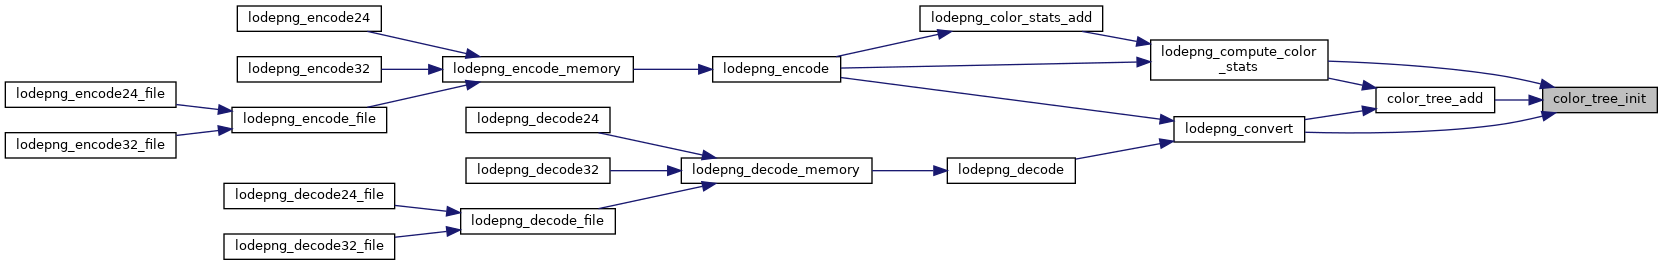 lodepng_encode24
lodepng_color_stats_add
lodepng_compute_color
_stats
lodepng_encode32
lodepng_encode_memory
lodepng_encode
lodepng_encode24_file
color_tree_add
color_tree_init
lodepng_encode_file
lodepng_decode24
lodepng_convert
lodepng_encode32_file
lodepng_decode32
lodepng_decode_memory
lodepng_decode
lodepng_decode24_file
lodepng_decode_file
lodepng_decode32_file